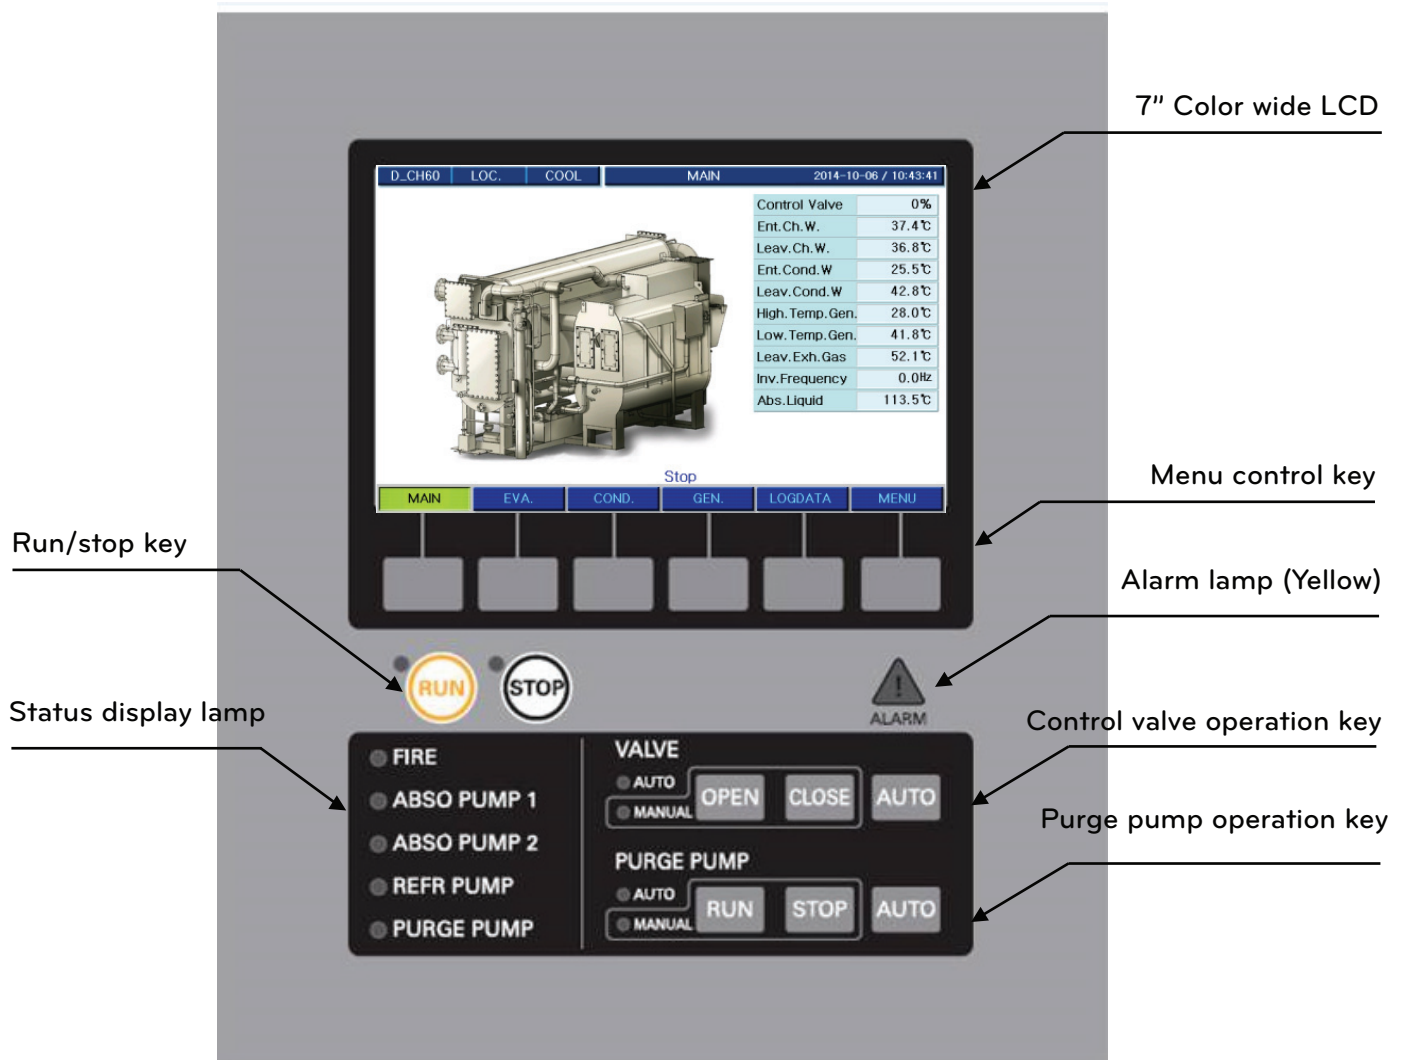 7" Color wide LCD
D_CH60 LOC. COOL MAIN 2014-10-06 / 10:43:41
Control Valve 0%
Ent.Ch.W. 37.4℃
Leav.Ch.W. 36.8℃
Ent.Cond.W 25.5℃
Leav.Cond.W 42.8℃
High.Temp.Gen. 28.0℃
Low.Temp.Gen. 41.8℃
Leav.Exh.Gas 52.1℃
Inv.Frequency 0.0Hz
Abs.Liquid 113.5℃
Stop
MAIN EVA. COND. GEN. LOGDATA MENU
Menu control key
Run/stop key
Alarm lamp (Yellow)
RUN STOP
ALARM
Status display lamp
Control valve operation key
FIRE
ABSO PUMP 1
ABSO PUMP 2
REFR PUMP
PURGE PUMP
VALVE
AUTO
MANUAL
OPEN CLOSE AUTO
Purge pump operation key
PURGE PUMP
AUTO
MANUAL
RUN STOP AUTO